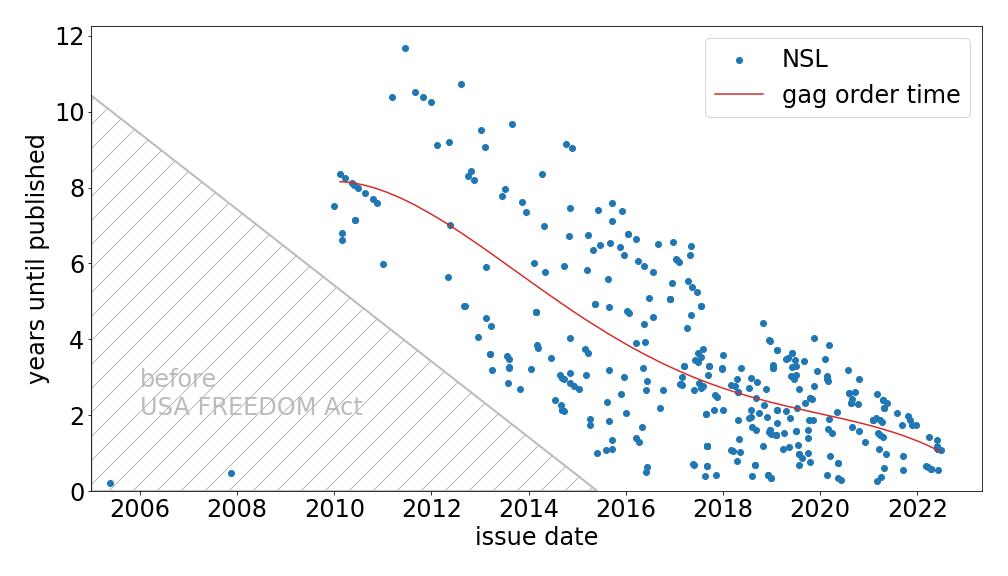 12
10
8
6
4
2
0
years until published
NSL
gag order time
before
USA FREEDOM Act
2006 2008 2010 2012 2014 2016 2018 2020 2022
issue date